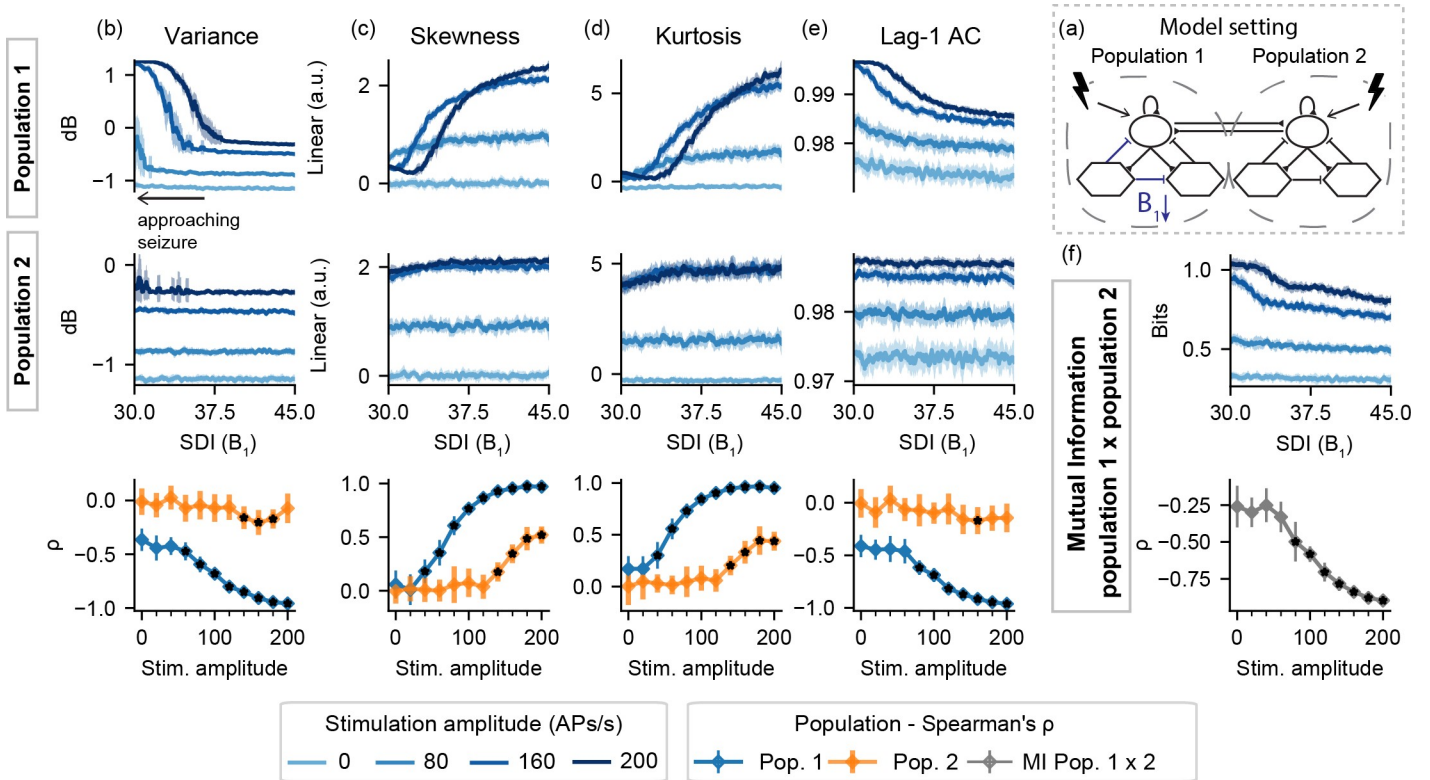 (b)
Variance
(c)
Skewness
(d)
Kurtosis
(e)
Lag-1 AC
(a)
Model setting
Population 1
Population 2
B1↓
Population 1
dB
1
0
−1
approaching
seizure
Linear (a.u.)
2
0
5
0
0.99
0.98
Population 2
dB
0
−1
30.0 37.5 45.0
SDI (B1)
Linear (a.u.)
2
1
0
30.0 37.5 45.0
SDI (B1)
5
0
30.0 37.5 45.0
SDI (B1)
0.98
0.97
30.0 37.5 45.0
SDI (B1)
(f)
Mutual Information
population 1 x population 2
Bits
1.0
0.5
30.0 37.5 45.0
SDI (B1)
ρ
0.0
−0.5
−1.0
0 100 200
Stim. amplitude
1.0
0.5
0.0
0 100 200
Stim. amplitude
1.0
0.5
0.0
0 100 200
Stim. amplitude
0.0
−0.5
−1.0
0 100 200
Stim. amplitude
ρ
−0.25
−0.50
−0.75
0 100 200
Stim. amplitude
Stimulation amplitude (APs/s)
0 80 160 200
Population - Spearman's ρ
Pop. 1 Pop. 2 MI Pop. 1 x 2